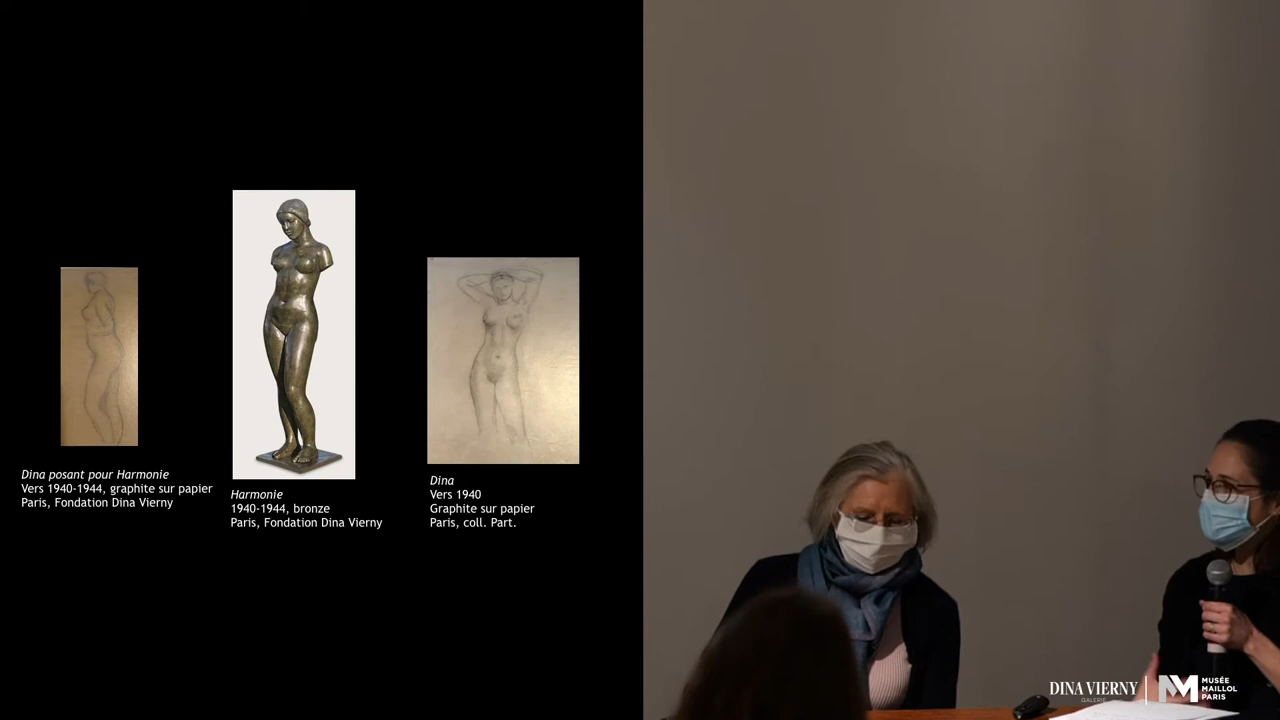 Dina posant pour Harmonie
Vers 1940-1944, graphite sur papier
Paris, Fondation Dina Vierny
Harmonie
1940-1944, bronze
Paris, Fondation Dina Vierny
Dina
Vers 1940
Graphite sur papier
Paris, coll. Part.
DINA VIERNY
GALERIE
MUSÉE
MAILLOL
PARIS